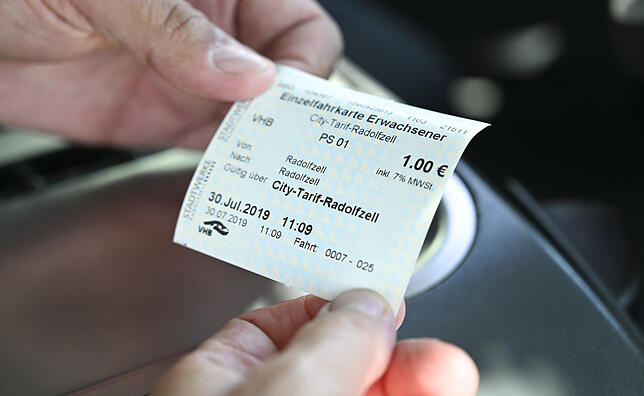 Einzelfahrkarte Erwachsener
City-Tarif-Radolfzell
VHB
PS 01
1.00 €
Von: Radolfzell
inkl. 7% MWSt.
Nach Radolfzell
Gültig über: City-Tarif-Radolfzell
30.Jul.2019 11:09
30.07.2019 11:09 Fahrt: 0007 - 025
VHB
STADTWERKE